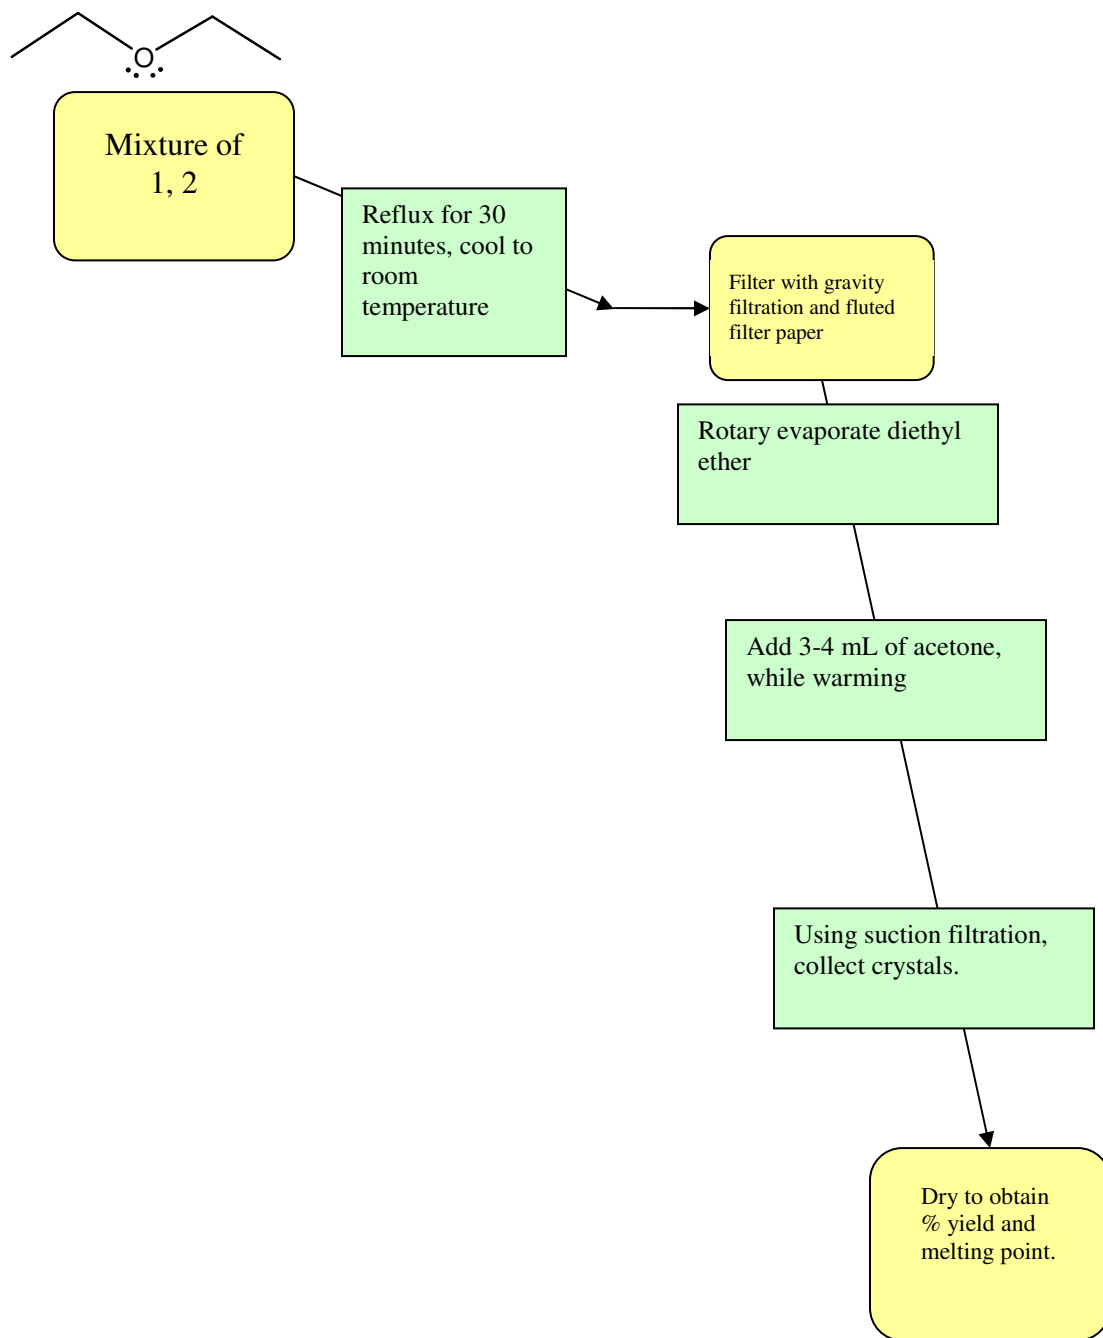 O
Mixture of
1, 2
Reflux for 30
minutes, cool to
room
temperature
Filter with gravity
filtration and fluted
filter paper
Rotary evaporate diethyl
ether
Add 3-4 mL of acetone,
while warming
Using suction filtration,
collect crystals.
Dry to obtain
% yield and
melting point.